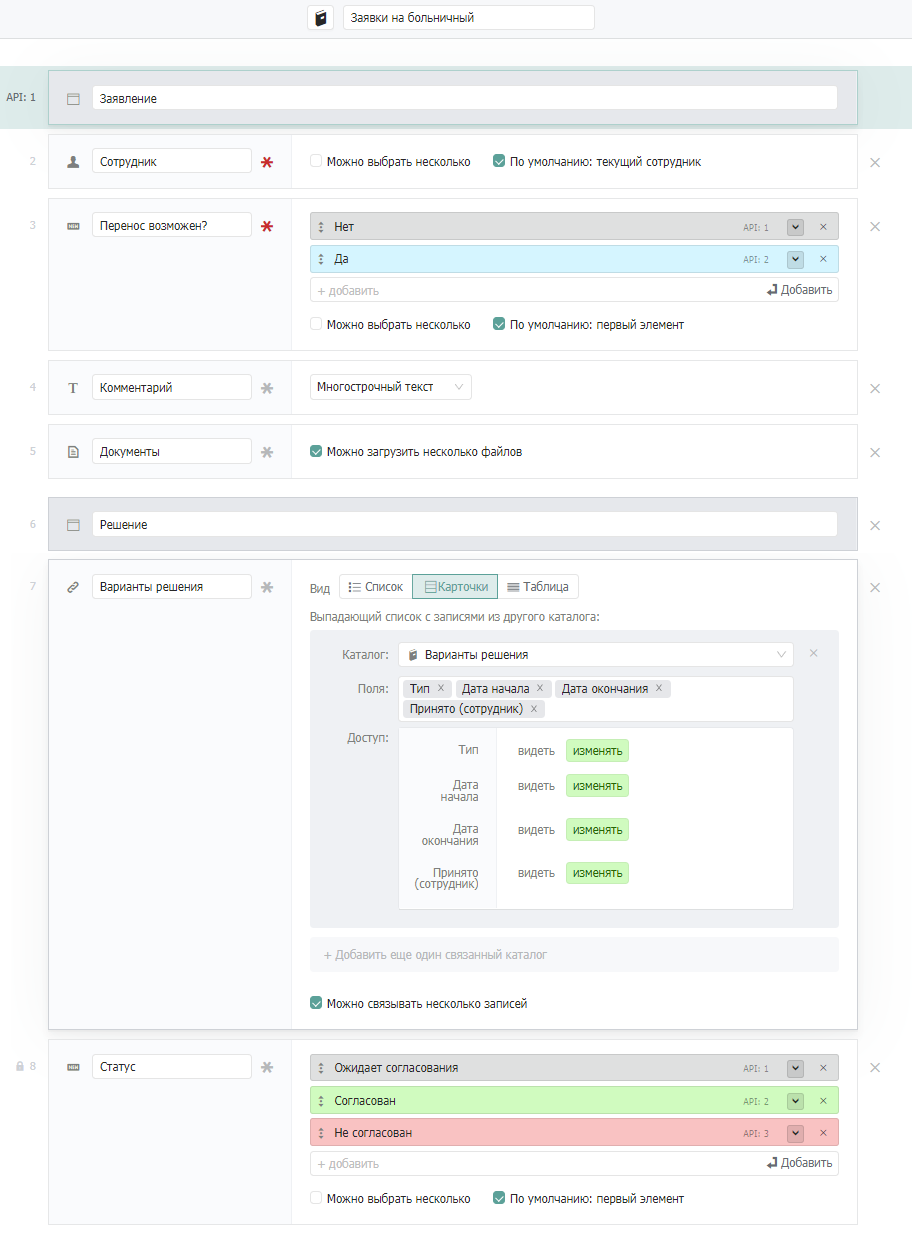 Заявки на больничный
API: 1 Заявление
2 Сотрудник Можно выбрать несколько По умолчанию: текущий сотрудник
3 NEW Перенос возможен? Нет API: 1
Да API: 2
+ добавить Добавить
Можно выбрать несколько По умолчанию: первый элемент
4 T Комментарий Многострочный текст
5 Документы Можно загрузить несколько файлов
6 Решение
7 Варианты решения Вид Список Карточки Таблица
Выпадающий список с записями из другого каталога:
Каталог: Варианты решения
Поля: Тип x Дата начала x Дата окончания x
Принято (сотрудник) x
Доступ:
Тип видеть изменять
Дата
начала видеть изменять
Дата
окончания видеть изменять
Принято
(сотрудник) видеть изменять
+ Добавить еще один связанный каталог
Можно связывать несколько записей
8 NEW Статус Ожидает согласования API: 1
Согласован API: 2
Не согласован API: 3
+ добавить Добавить
Можно выбрать несколько По умолчанию: первый элемент